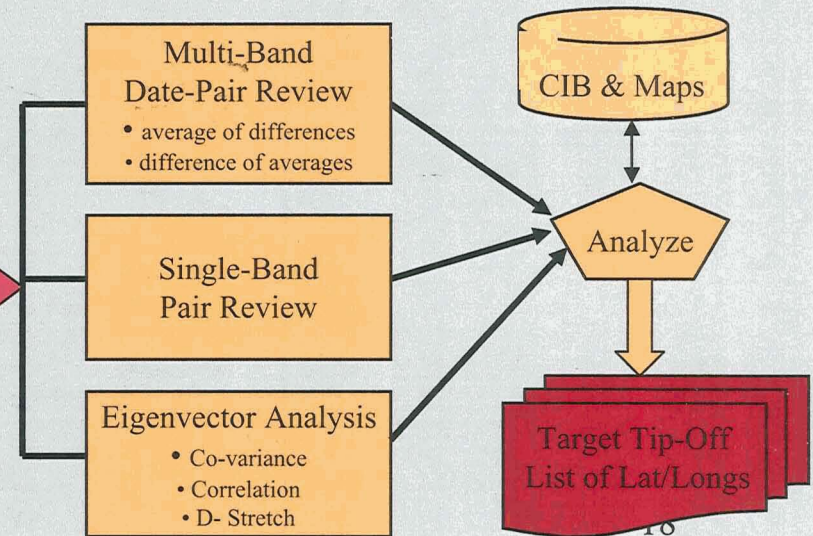 Multi-Band
Date-Pair Review
• average of differences
• difference of averages
Single-Band
Pair Review
Eigenvector Analysis
• Co-variance
• Correlation
• D- Stretch
CIB & Maps
Analyze
Target Tip-Off
List of Lat/Longs
18